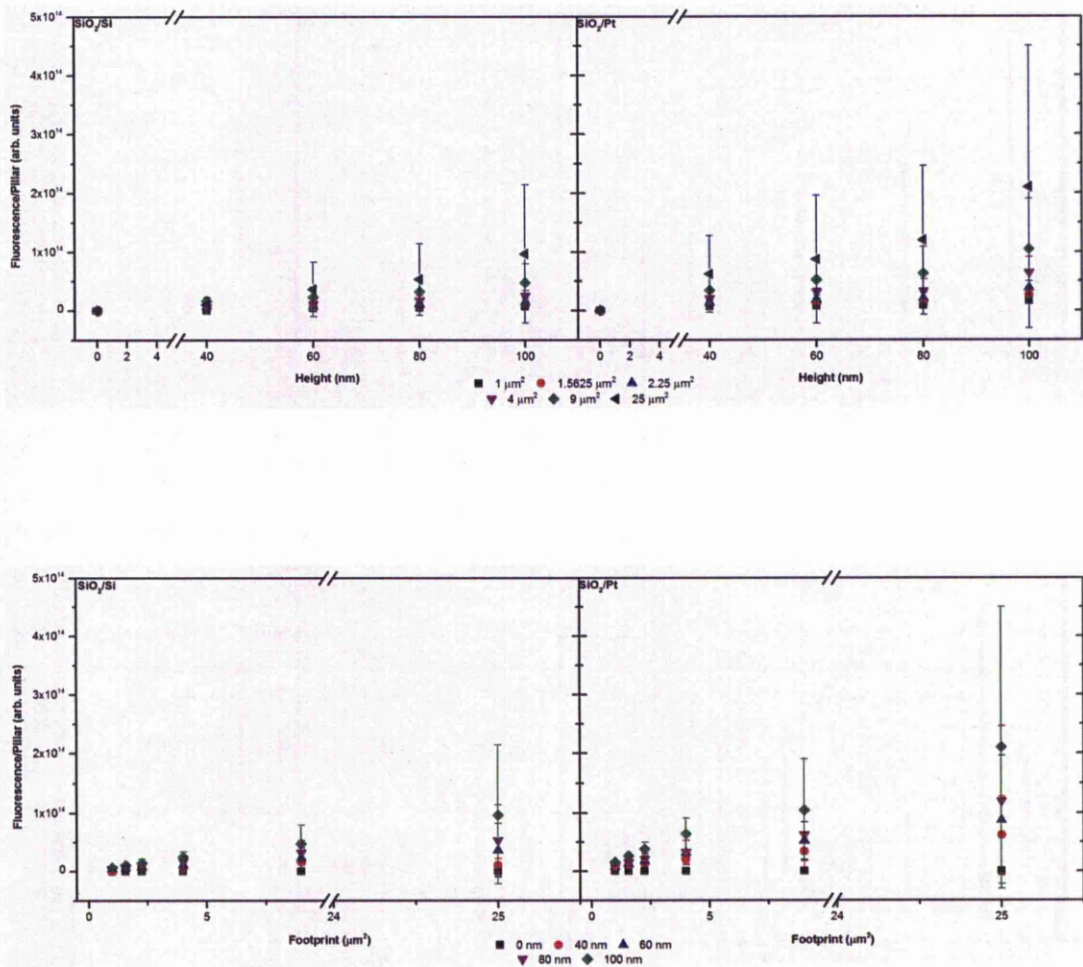 SiO₂/Si
SiO₂/Pt
Fluorescence/Pillar (arb. units)
5x10¹⁴
4x10¹⁴
3x10¹⁴
2x10¹⁴
1x10¹⁴
0
0 2 4 40 60 80 100
0 2 4 40 60 80 100
Height (nm)
Height (nm)
1 μm² 1.5625 μm² 2.25 μm²
4 μm² 9 μm² 25 μm²
SiO₂/Si
SiO₂/Pt
Fluorescence/Pillar (arb. units)
5x10¹⁴
4x10¹⁴
3x10¹⁴
2x10¹⁴
1x10¹⁴
0
0 5 24 25
0 5 24 25
Footprint (μm²)
Footprint (μm²)
0 nm 40 nm 60 nm
80 nm 100 nm